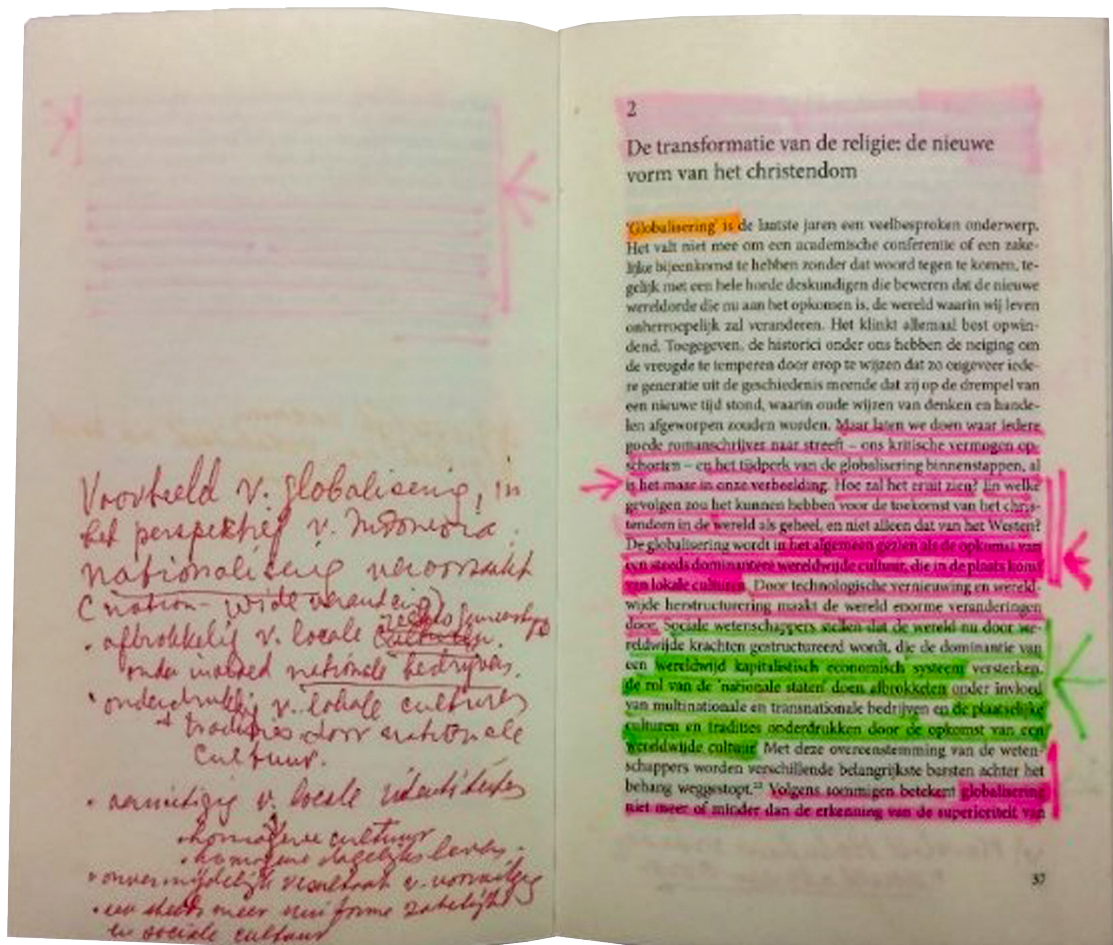 Voorbeeld v. globalisering, in
het perspektief v. Indonesia:
nationalisering veroorzaakt
(nation-wide verandering)
• afbrokkelig v. locale
onder invloed nationale bedrijven.
• onderdrukkig v. lokale culturen
+ tradities door nationale
cultuur.
• v. locale identiteiten
• homogene cultuur
• homogene dagelijks leven.
• onvermijdelijk resultaat v. vooruitgang
• een steeds meer uniforme zakelijke
en sociale cultuur
2
De transformatie van de religie: de nieuwe
vorm van het christendom
'Globalisering' is de laatste jaren een veelbesproken onderwerp.
Het valt niet mee om een academische conferentie of een zake-
lijke bijeenkomst te hebben zonder dat woord tegen te komen, te-
gelijk met een hele horde deskundigen die beweren dat de nieuwe
wereldorde die nu aan het opkomen is, de wereld waarin wij leven
onherroepelijk zal veranderen. Het klinkt allemaal best opwin-
dend. Toegegeven, de historici onder ons hebben de neiging om
de vreugde te temperen door erop te wijzen dat zo ongeveer iede-
re generatie uit de geschiedenis meende dat zij op de drempel van
een nieuwe tijd stond, waarin oude wijzen van denken en hande-
len afgeworpen zouden worden. Maar laten we doen waar iedere
goede romanschrijver naar streeft – ons kritische vermogen op-
schorten – en het tijdperk van de globalisering binnenstappen, al
is het maar in onze verbeelding. Hoe zal het eruit zien? In welke
gevolgen zou het kunnen hebben voor de toekomst van het chris-
tendom in de wereld als geheel, en niet alleen dat van het Westen?
De globalisering wordt in het algemeen gezien als de opkomst van
een steeds dominantere wereldwijde cultuur, die in de plaats komt
van lokale culturen. Door technologische vernieuwing en wereld-
wijde herstructurering maakt de wereld enorme veranderingen
door. Sociale wetenschappers stellen dat de wereld nu door we-
reldwijde krachten gestructureerd wordt, die de dominantie van
een wereldwijd kapitalistisch economisch systeem versterken,
de rol van de 'nationale staten' doen afbrokkelen onder invloed
van multinationale en transnationale bedrijven en de plaatselijke
culturen en tradities onderdrukken door de opkomst van een
wereldwijde cultuur. Met deze overeenstemming van de weten-
schappers worden verschillende belangrijkste barsten achter het
behang weggestopt.²² Volgens sommigen betekent globalisering
niet meer of minder dan de erkenning van de superioriteit van
37